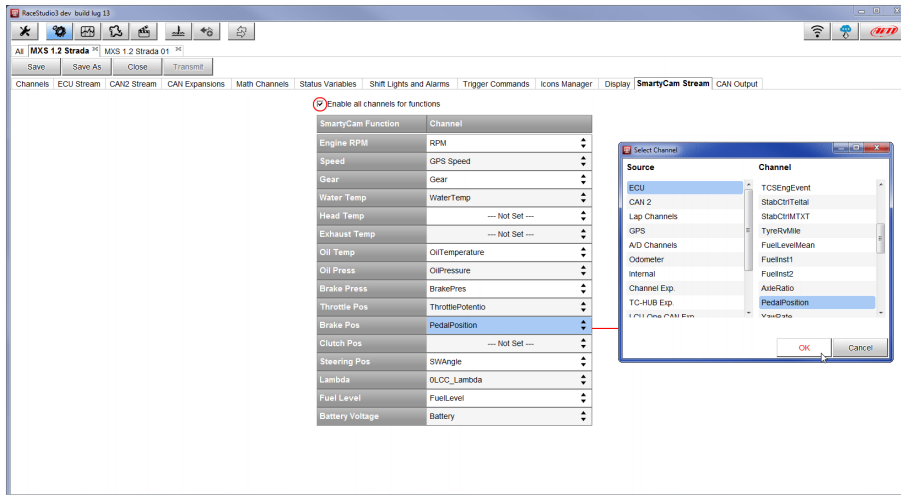 RaceStudio3 dev build lug 13
AiM
All MXS 1.2 Strada MXS 1.2 Strada 01
Save Save As Close Transmit
Channels ECU Stream CAN2 Stream CAN Expansions Math Channels Status Variables Shift Lights and Alarms Trigger Commands Icons Manager Display SmartyCam Stream CAN Output
Enable all channels for functions
SmartyCam Function Channel
Engine RPM RPM
Speed GPS Speed
Gear Gear
Water Temp WaterTemp
Head Temp --- Not Set ---
Exhaust Temp --- Not Set ---
Oil Temp OilTemperature
Oil Press OilPressure
Brake Press BrakePres
Throttle Pos ThrottlePotentio
Brake Pos PedalPosition
Clutch Pos --- Not Set ---
Steering Pos SWAngle
Lambda 0LCC_Lambda
Fuel Level FuelLevel
Battery Voltage Battery
Select Channel
Source Channel
ECU TCSEngEvent
CAN 2 StabCtrlTeltal
Lap Channels StabCtrlMTXT
GPS TyreRvMile
A/D Channels FuelLevelMean
Odometer FuelInst1
Internal FuelInst2
Channel Exp. AxleRatio
TC-HUB Exp. PedalPosition
LCU One CAN Exp YawRate
OK Cancel